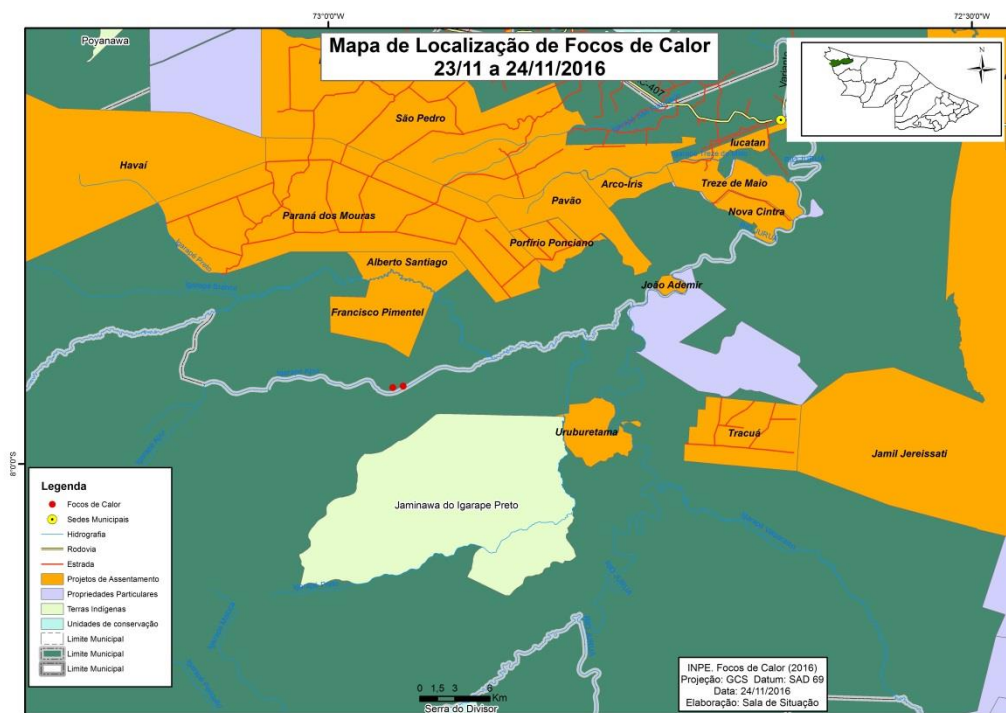 73°0'0"W
72°30'0"W
Poyanawa
Mapa de Localização de Focos de Calor
23/11 a 24/11/2016
N
C-407
Variante
São Pedro
Iucatan
Havaí
Arco-Íris
Treze de Maio
Pavão
Nova Cintra
Paraná dos Mouras
Porfírio Ponciano
Igarapé Preto
Alberto Santiago
João Ademir
Francisco Pimentel
Uruburetama
Tracuá
Jamil Jereissati
8°0'0"S
Jaminawa do Igarape Preto
Legenda
Focos de Calor
Sedes Municipais
Hidrografia
Rodovia
Estrada
Projetos de Assentamento
Propriedades Particulares
Terras Indígenas
Unidades de conservação
Limite Municipal
Limite Municipal
Limite Municipal
0 1,5 3 6
Km
Serra do Divisor
INPE. Focos de Calor (2016)
Projeção: GCS Datum: SAD 69
Data: 24/11/2016
Elaboração: Sala de Situação